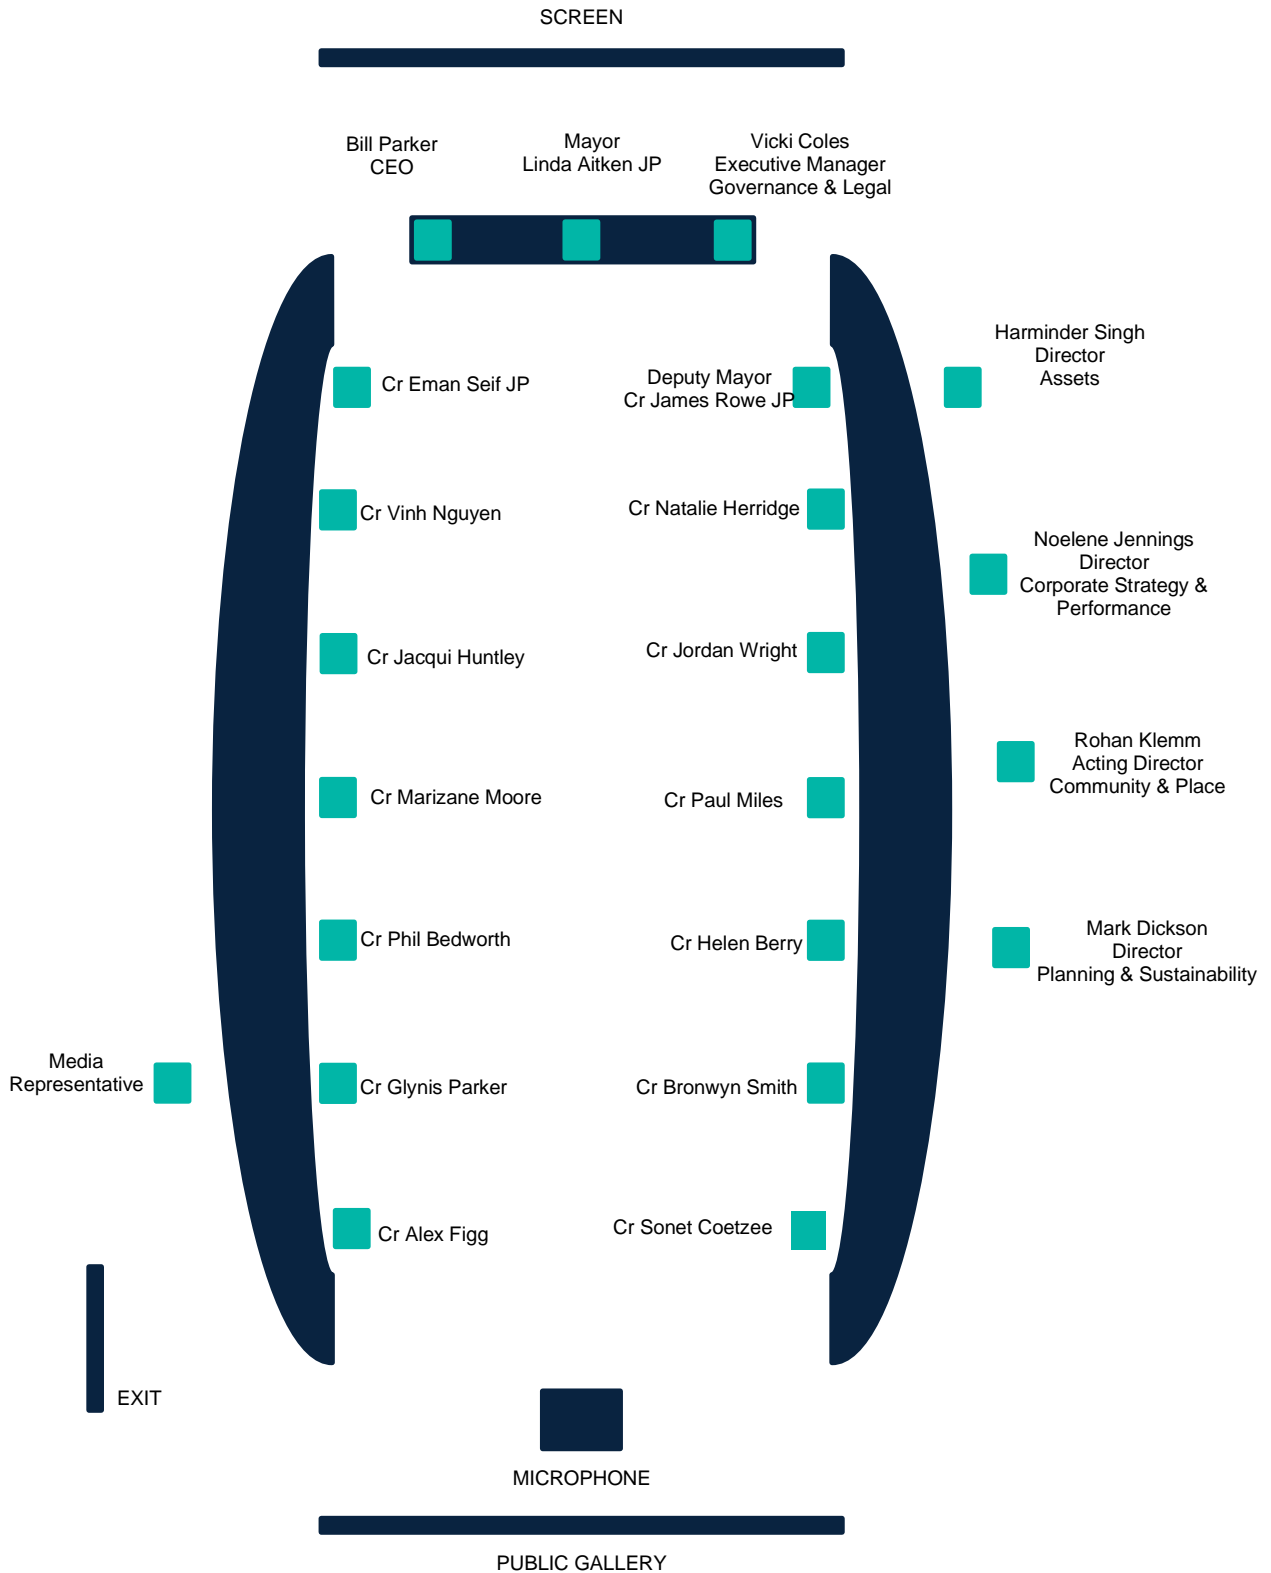 SCREEN
Bill Parker
CEO
Mayor
Linda Aitken JP
Vicki Coles
Executive Manager
Governance & Legal
Harminder Singh
Director
Assets
Cr Eman Seif JP
Deputy Mayor
Cr James Rowe JP
Cr Vinh Nguyen
Cr Natalie Herridge
Noelene Jennings
Director
Corporate Strategy &
Performance
Cr Jacqui Huntley
Cr Jordan Wright
Rohan Klemm
Acting Director
Community & Place
Cr Marizane Moore
Cr Paul Miles
Cr Phil Bedworth
Cr Helen Berry
Mark Dickson
Director
Planning & Sustainability
Media
Representative
Cr Glynis Parker
Cr Bronwyn Smith
Cr Alex Figg
Cr Sonet Coetzee
EXIT
MICROPHONE
PUBLIC GALLERY